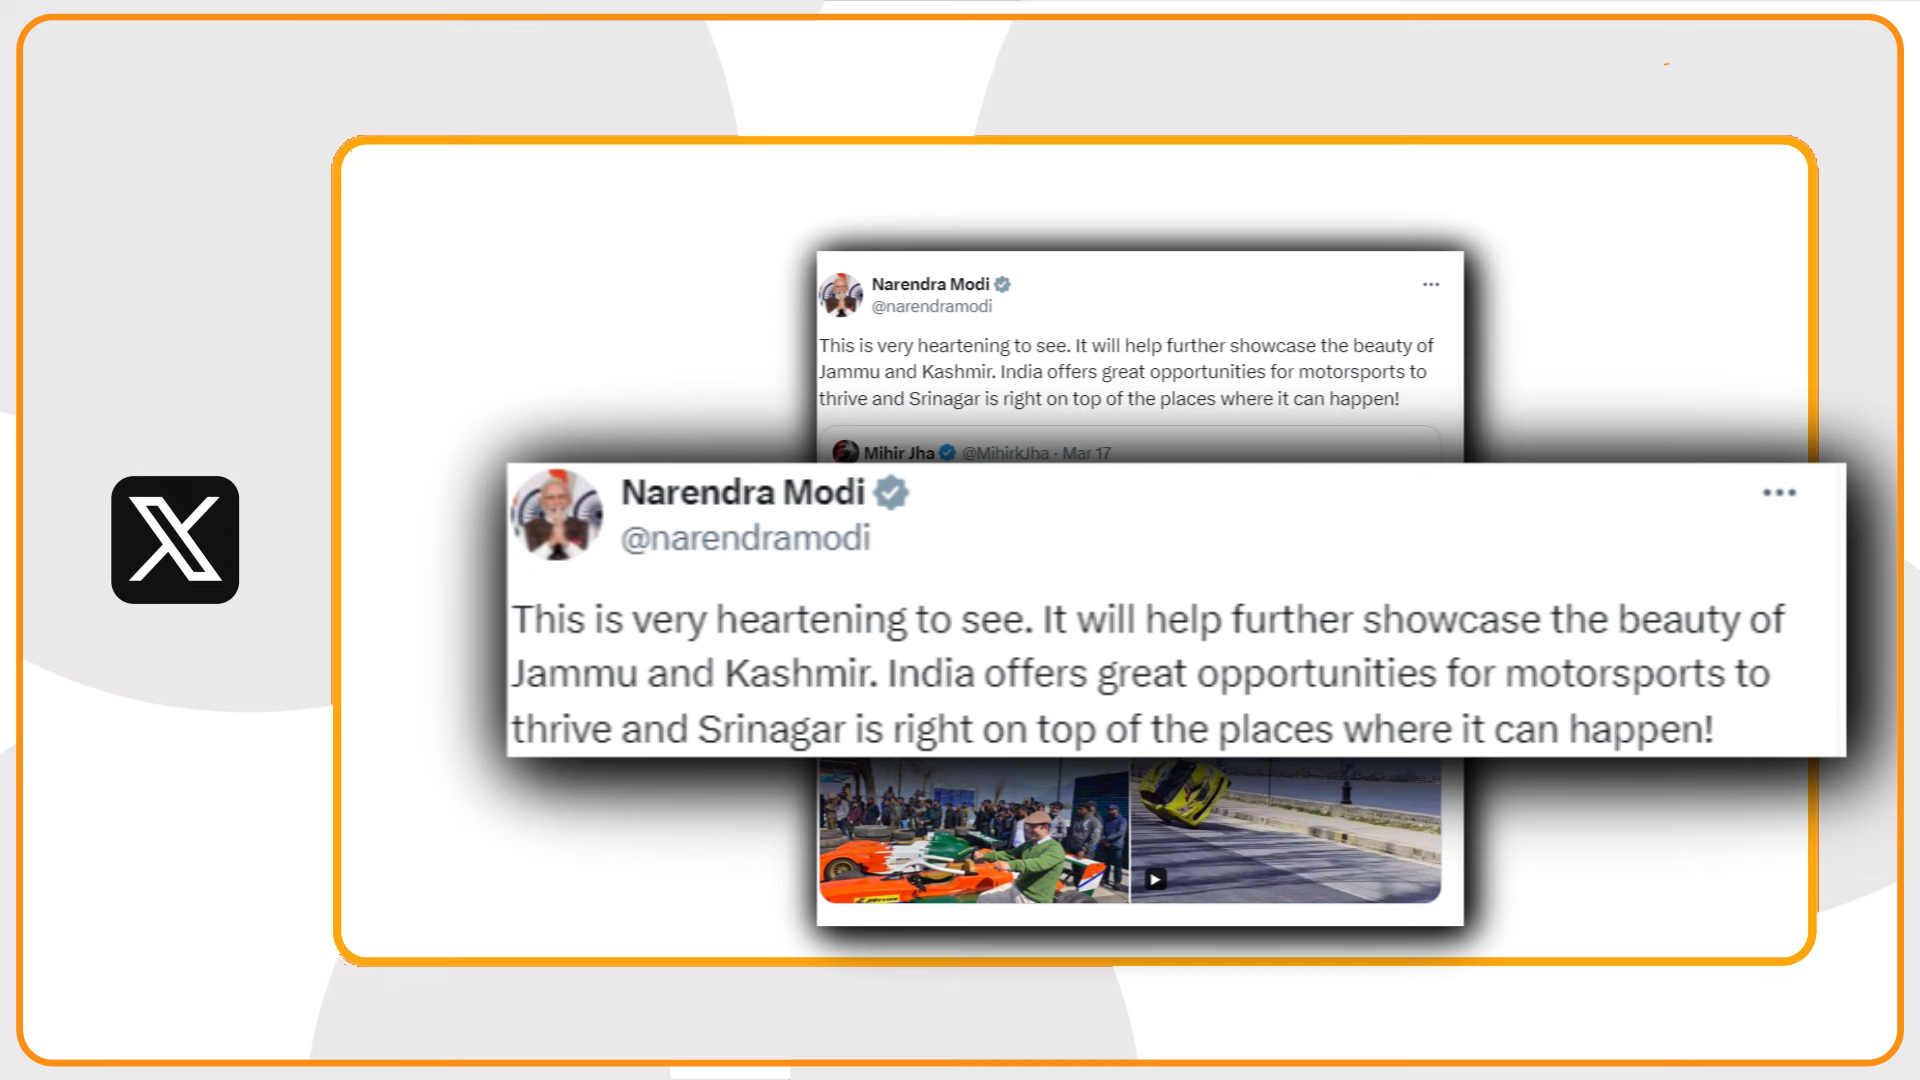 Narendra Modi
@narendramodi
This is very heartening to see. It will help further showcase the beauty of
Jammu and Kashmir. India offers great opportunities for motorsports to
thrive and Srinagar is right on top of the places where it can happen!
Mihir Jha @MihirkJha · Mar 17
Narendra Modi
@narendramodi
This is very heartening to see. It will help further showcase the beauty of
Jammu and Kashmir. India offers great opportunities for motorsports to
thrive and Srinagar is right on top of the places where it can happen!